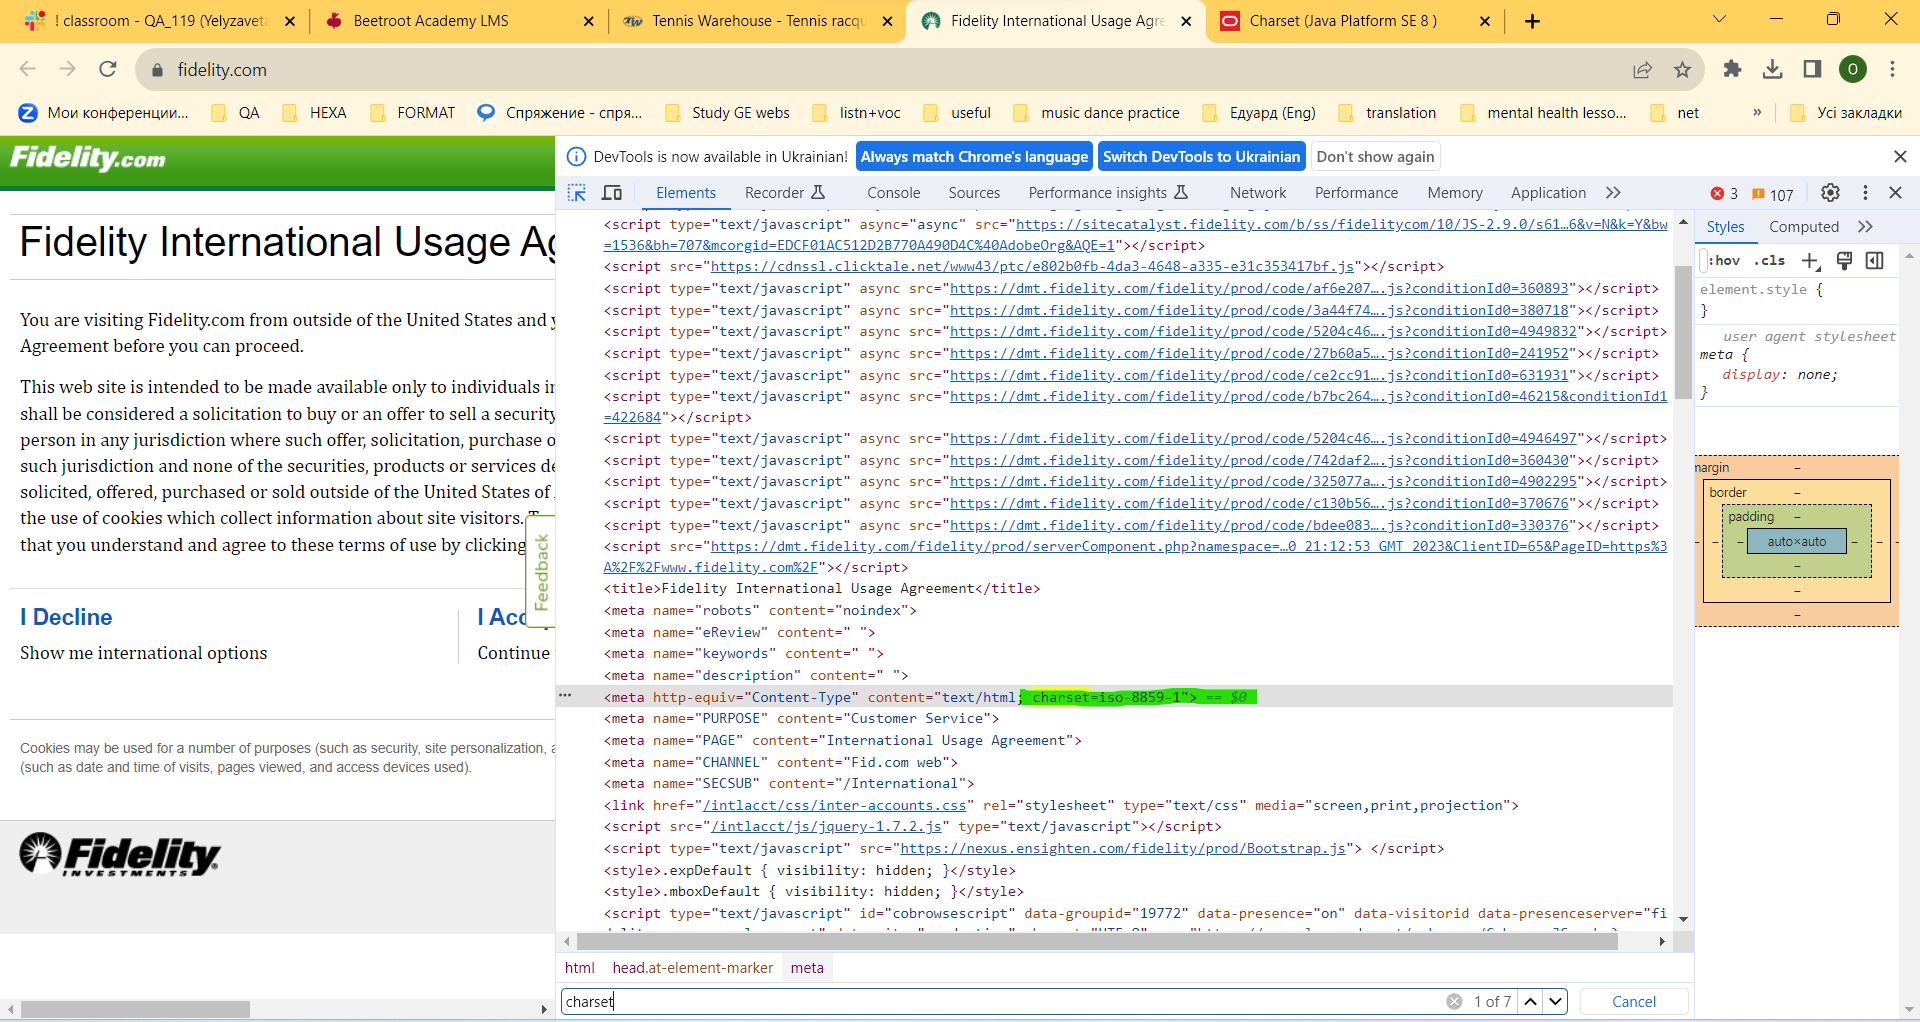 ! classroom - QA_119 (Yelyzaveta
Beetroot Academy LMS
Tennis Warehouse - Tennis racqu
Fidelity International Usage Agre
Charset (Java Platform SE 8 )
fidelity.com
O
Мои конференции...
QA
HEXA
FORMAT
Спряжение - спря...
Study GE webs
listn+voc
useful
music dance practice
Едуард (Eng)
translation
mental health lesso...
net
»
Усі закладки
Fidelity.com
Fidelity International Usage Ag
You are visiting Fidelity.com from outside of the United States and y
Agreement before you can proceed.
This web site is intended to be made available only to individuals in
shall be considered a solicitation to buy or an offer to sell a security
person in any jurisdiction where such offer, solicitation, purchase o
such jurisdiction and none of the securities, products or services de
solicited, offered, purchased or sold outside of the United States of
the use of cookies which collect information about site visitors.
that you understand and agree to these terms of use by clicking
Feedback
I Decline
Show me international options
I Acc
Continue
Cookies may be used for a number of purposes (such as security, site personalization, a
(such as date and time of visits, pages viewed, and access devices used).
Fidelity
INVESTMENTS
DevTools is now available in Ukrainian!
Always match Chrome's language
Switch DevTools to Ukrainian
Don't show again
Elements
Recorder
Console
Sources
Performance insights
Network
Performance
Memory
Application
3
107
<script type="text/javascript" async="async" src="https://sitecatalyst.fidelity.com/b/ss/fidelitycom/10/JS-2.9.0/s61…6&v=N&k=Y&bw
=1536&bh=707&mcorgid=EDCF01AC512D2B770A490D4C%40AdobeOrg&AQE=1"></script>
<script src="https://cdnssl.clicktale.net/www43/ptc/e802b0fb-4da3-4648-a335-e31c353417bf.js"></script>
<script type="text/javascript" async src="https://dmt.fidelity.com/fidelity/prod/code/af6e207….js?conditionId0=360893"></script>
<script type="text/javascript" async src="https://dmt.fidelity.com/fidelity/prod/code/3a44f74….js?conditionId0=380718"></script>
<script type="text/javascript" async src="https://dmt.fidelity.com/fidelity/prod/code/5204c46….js?conditionId0=4949832"></script>
<script type="text/javascript" async src="https://dmt.fidelity.com/fidelity/prod/code/27b60a5….js?conditionId0=241952"></script>
<script type="text/javascript" async src="https://dmt.fidelity.com/fidelity/prod/code/ce2cc91….js?conditionId0=631931"></script>
<script type="text/javascript" async src="https://dmt.fidelity.com/fidelity/prod/code/b7bc264….js?conditionId0=46215&conditionId1
=422684"></script>
<script type="text/javascript" async src="https://dmt.fidelity.com/fidelity/prod/code/5204c46….js?conditionId0=4946497"></script>
<script type="text/javascript" async src="https://dmt.fidelity.com/fidelity/prod/code/742daf2….js?conditionId0=360430"></script>
<script type="text/javascript" async src="https://dmt.fidelity.com/fidelity/prod/code/325077a….js?conditionId0=4902295"></script>
<script type="text/javascript" async src="https://dmt.fidelity.com/fidelity/prod/code/c130b56….js?conditionId0=370676"></script>
<script type="text/javascript" async src="https://dmt.fidelity.com/fidelity/prod/code/bdee083….js?conditionId0=330376"></script>
<script src="https://dmt.fidelity.com/fidelity/prod/serverComponent.php?namespace=…0 21:12:53 GMT 2023&ClientID=65&PageID=https%3
A%2F%2Fwww.fidelity.com%2F"></script>
<title>Fidelity International Usage Agreement</title>
<meta name="robots" content="noindex">
<meta name="eReview" content=" ">
<meta name="keywords" content=" ">
<meta name="description" content=" ">
<meta http-equiv="Content-Type" content="text/html; charset=iso-8859-1"> == $0
<meta name="PURPOSE" content="Customer Service">
<meta name="PAGE" content="International Usage Agreement">
<meta name="CHANNEL" content="Fid.com web">
<meta name="SECSUB" content="/International">
<link href="/intlacct/css/inter-accounts.css" rel="stylesheet" type="text/css" media="screen,print,projection">
<script src="/intlacct/js/jquery-1.7.2.js" type="text/javascript"></script>
<script type="text/javascript" src="https://nexus.ensighten.com/fidelity/prod/Bootstrap.js"> </script>
<style>.expDefault { visibility: hidden; }</style>
<style>.mboxDefault { visibility: hidden; }</style>
<script type="text/javascript" id="cobrowsescript" data-groupid="19772" data-presence="on" data-visitorid data-presenceserver="fi
html
head.at-element-marker
meta
charset
1 of 7
Cancel
Styles
Computed
:hov
.cls
element.style {
}
user agent stylesheet
meta {
display: none;
}
margin
–
border
–
padding
–
auto×auto